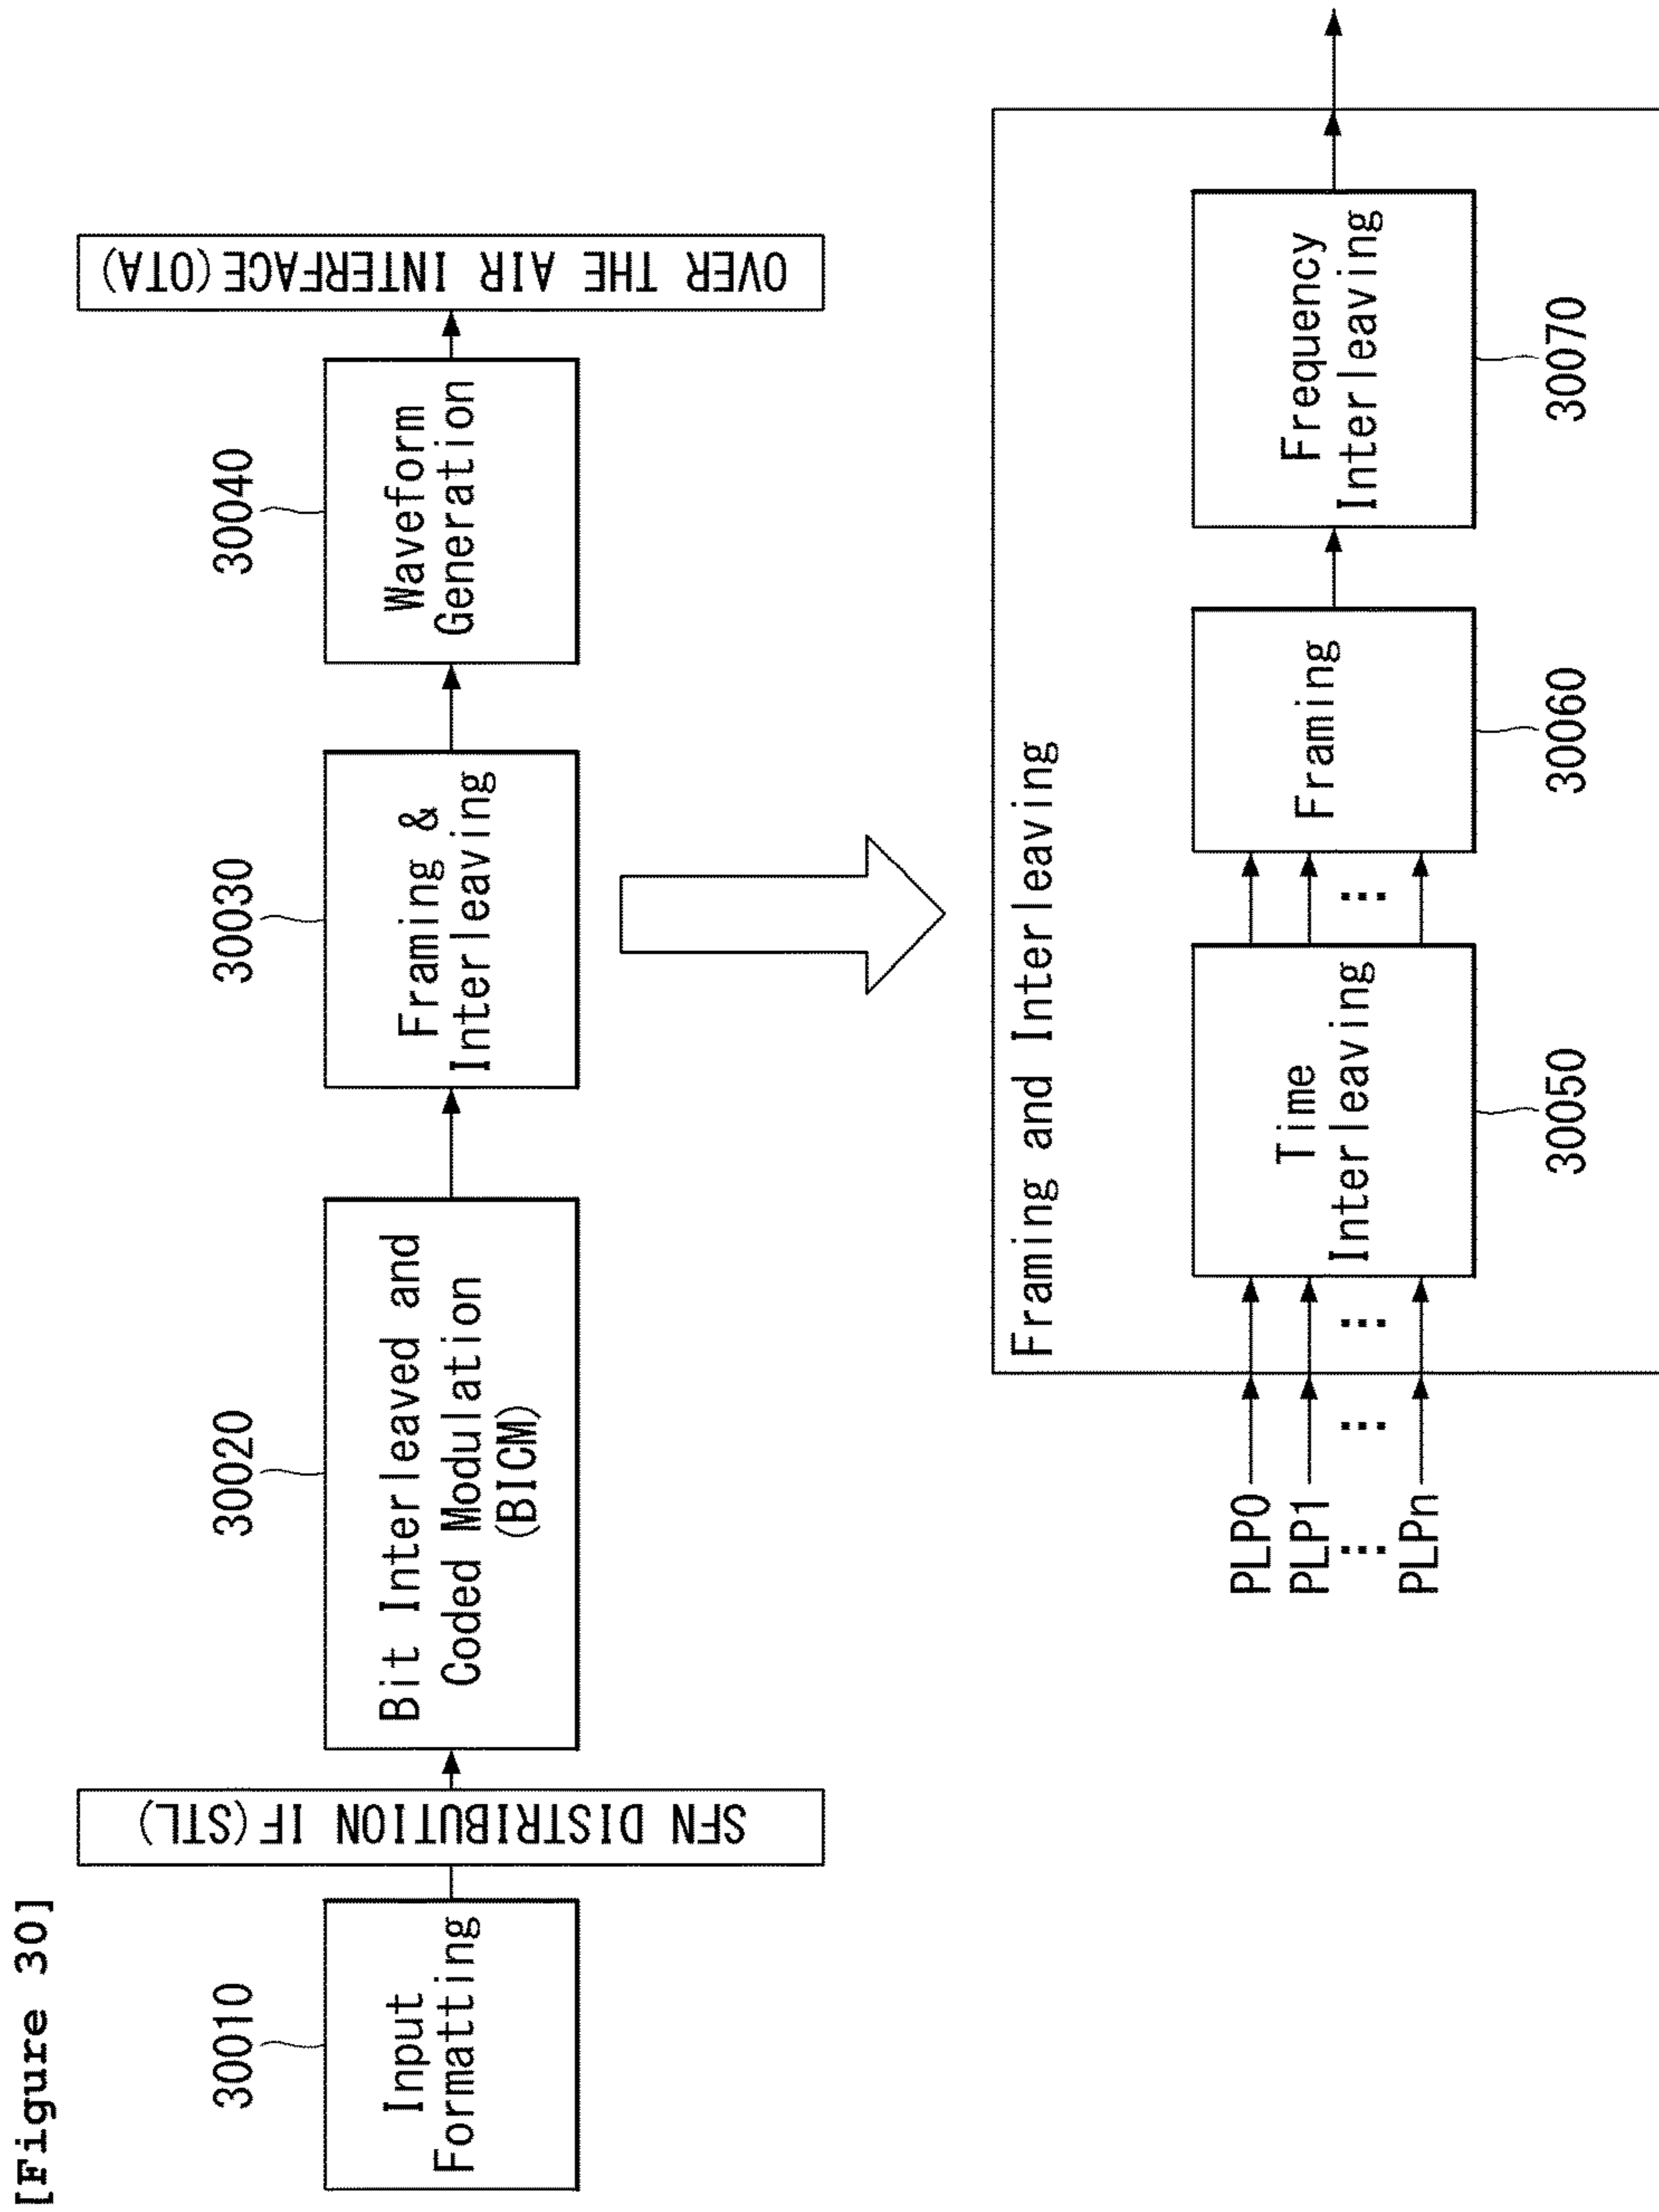 [Figure 30]
30010
Input
Formatting
SFN DISTRIBUTION IF(STL)
30020
Bit Interleaved and
Coded Modulation
(BICM)
30030
Framing &
Interleaving
30040
Waveform
Generation
OVER THE AIR INTERFACE(OTA)
Framing and Interleaving
PLP0
PLP1
PLPn
Time
Interleaving
30050
Framing
30060
Frequency
Interleaving
30070